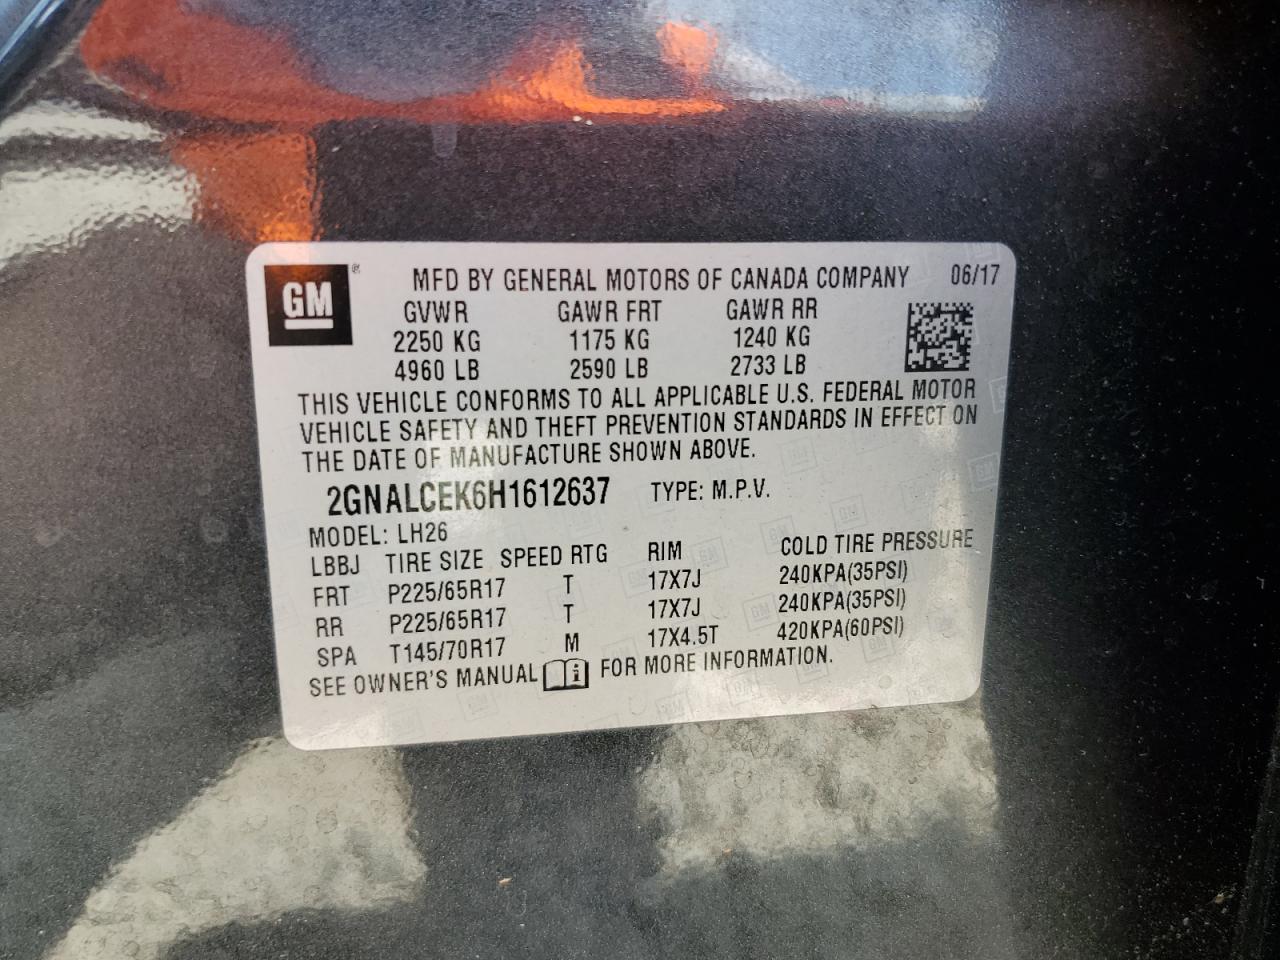 GM ® MFD BY GENERAL MOTORS OF CANADA COMPANY 06/17
GVWR GAWR FRT GAWR RR
2250 KG 1175 KG 1240 KG
4960 LB 2590 LB 2733 LB
THIS VEHICLE CONFORMS TO ALL APPLICABLE U.S. FEDERAL MOTOR
VEHICLE SAFETY AND THEFT PREVENTION STANDARDS IN EFFECT ON
THE DATE OF MANUFACTURE SHOWN ABOVE.
2GNALCEK6H1612637 TYPE: M.P.V.
MODEL: LH26
LBBJ TIRE SIZE SPEED RTG RIM COLD TIRE PRESSURE
FRT P225/65R17 T 17X7J 240KPA(35PSI)
RR P225/65R17 T 17X7J 240KPA(35PSI)
SPA T145/70R17 M 17X4.5T 420KPA(60PSI)
SEE OWNER'S MANUAL i FOR MORE INFORMATION.